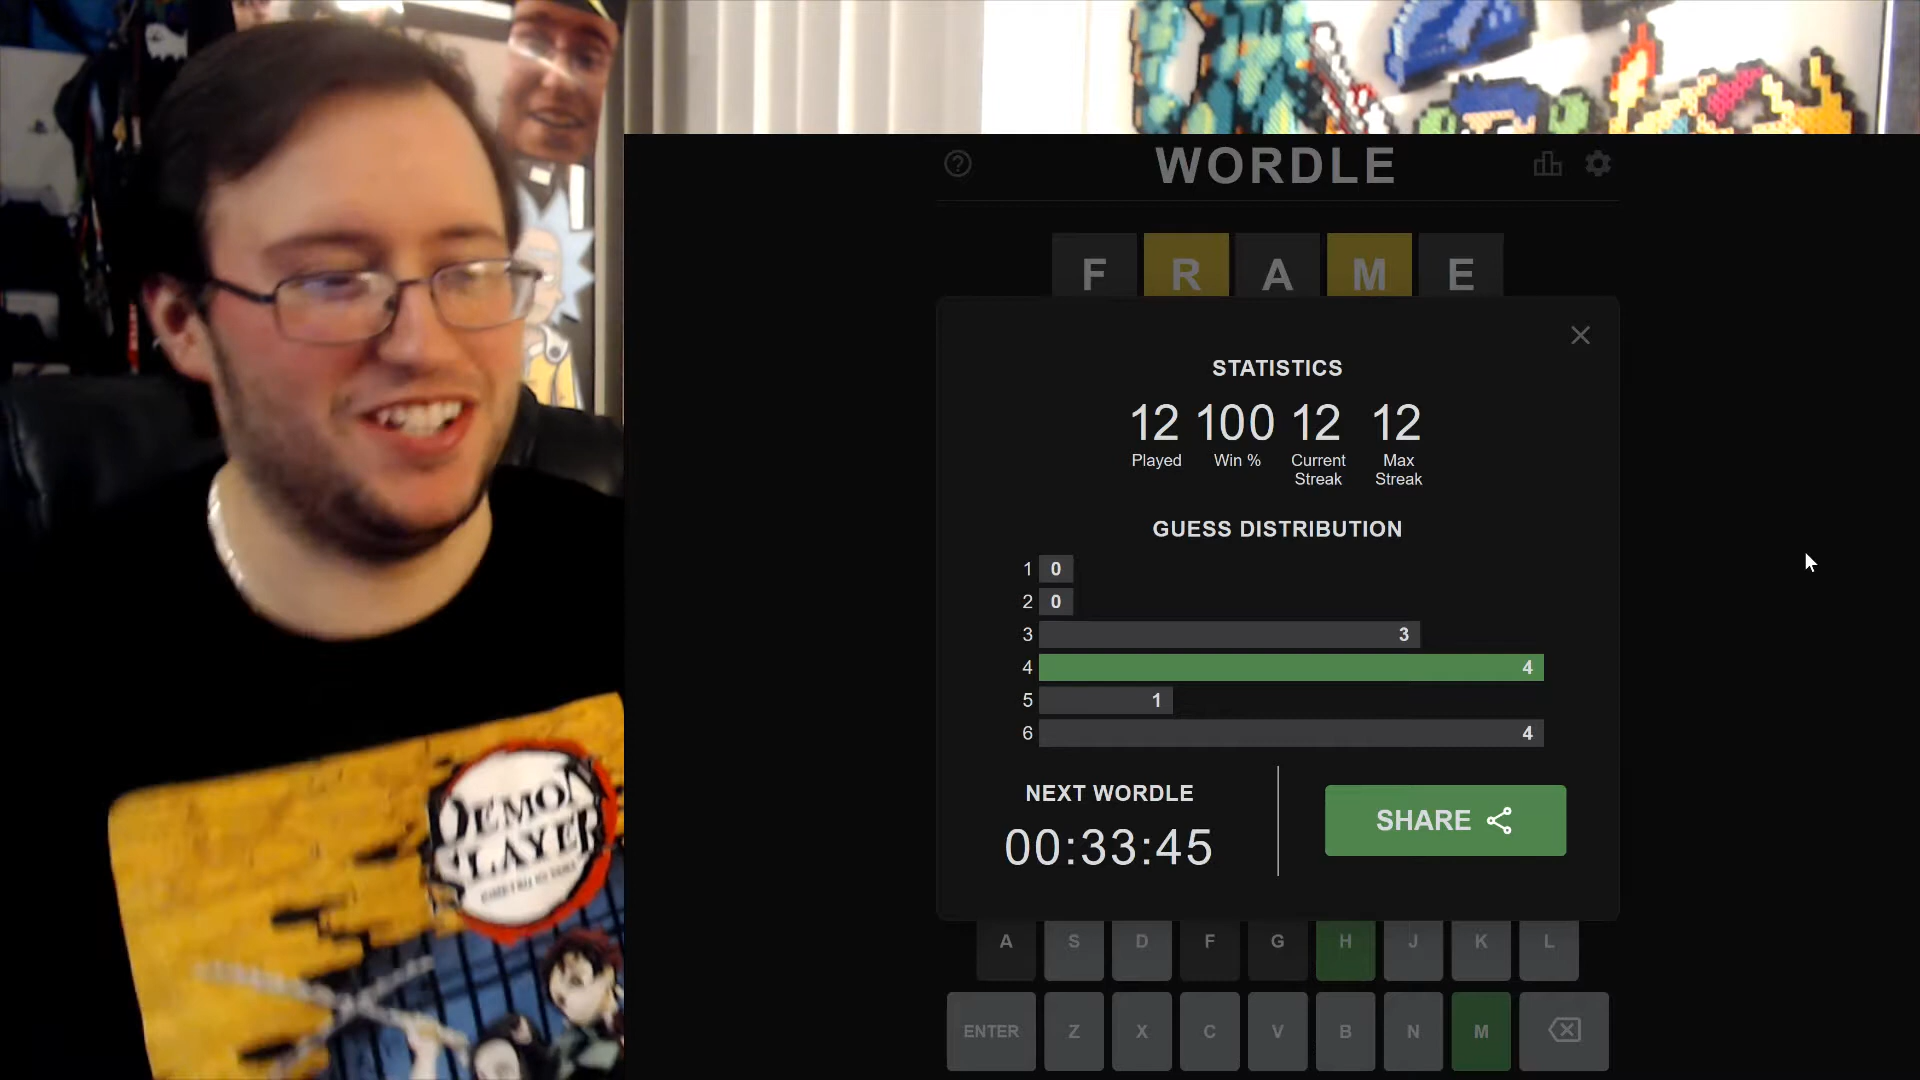 WORDLE
F R A M E
STATISTICS
12 100 12 12
Played Win % Current Streak Max Streak
GUESS DISTRIBUTION
1 0
2 0
3 3
4 4
5 1
6 4
NEXT WORDLE
00:33:45
SHARE
A S D F G H J K L
ENTER Z X C V B N M
DEMON
SLAYER